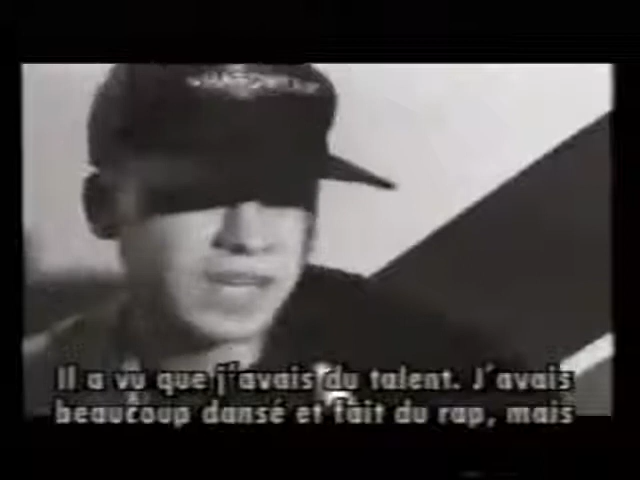 Il a vu que j'avais du talent. J'avais
beaucoup dansé et fait du rap, mais